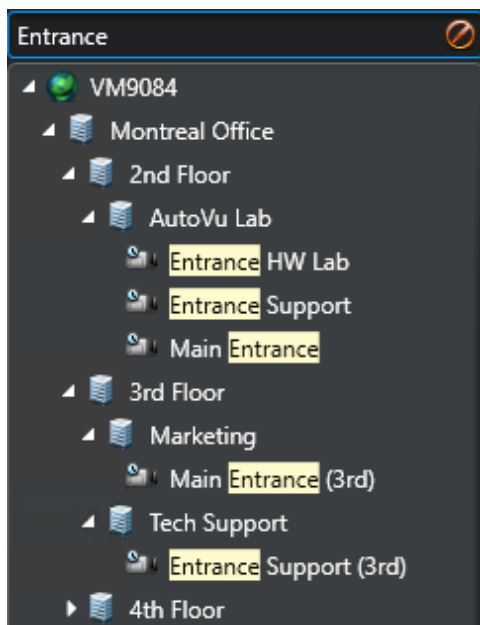 Entrance
VM9084
Montreal Office
2nd Floor
AutoVu Lab
Entrance HW Lab
Entrance Support
Main Entrance
3rd Floor
Marketing
Main Entrance (3rd)
Tech Support
Entrance Support (3rd)
4th Floor